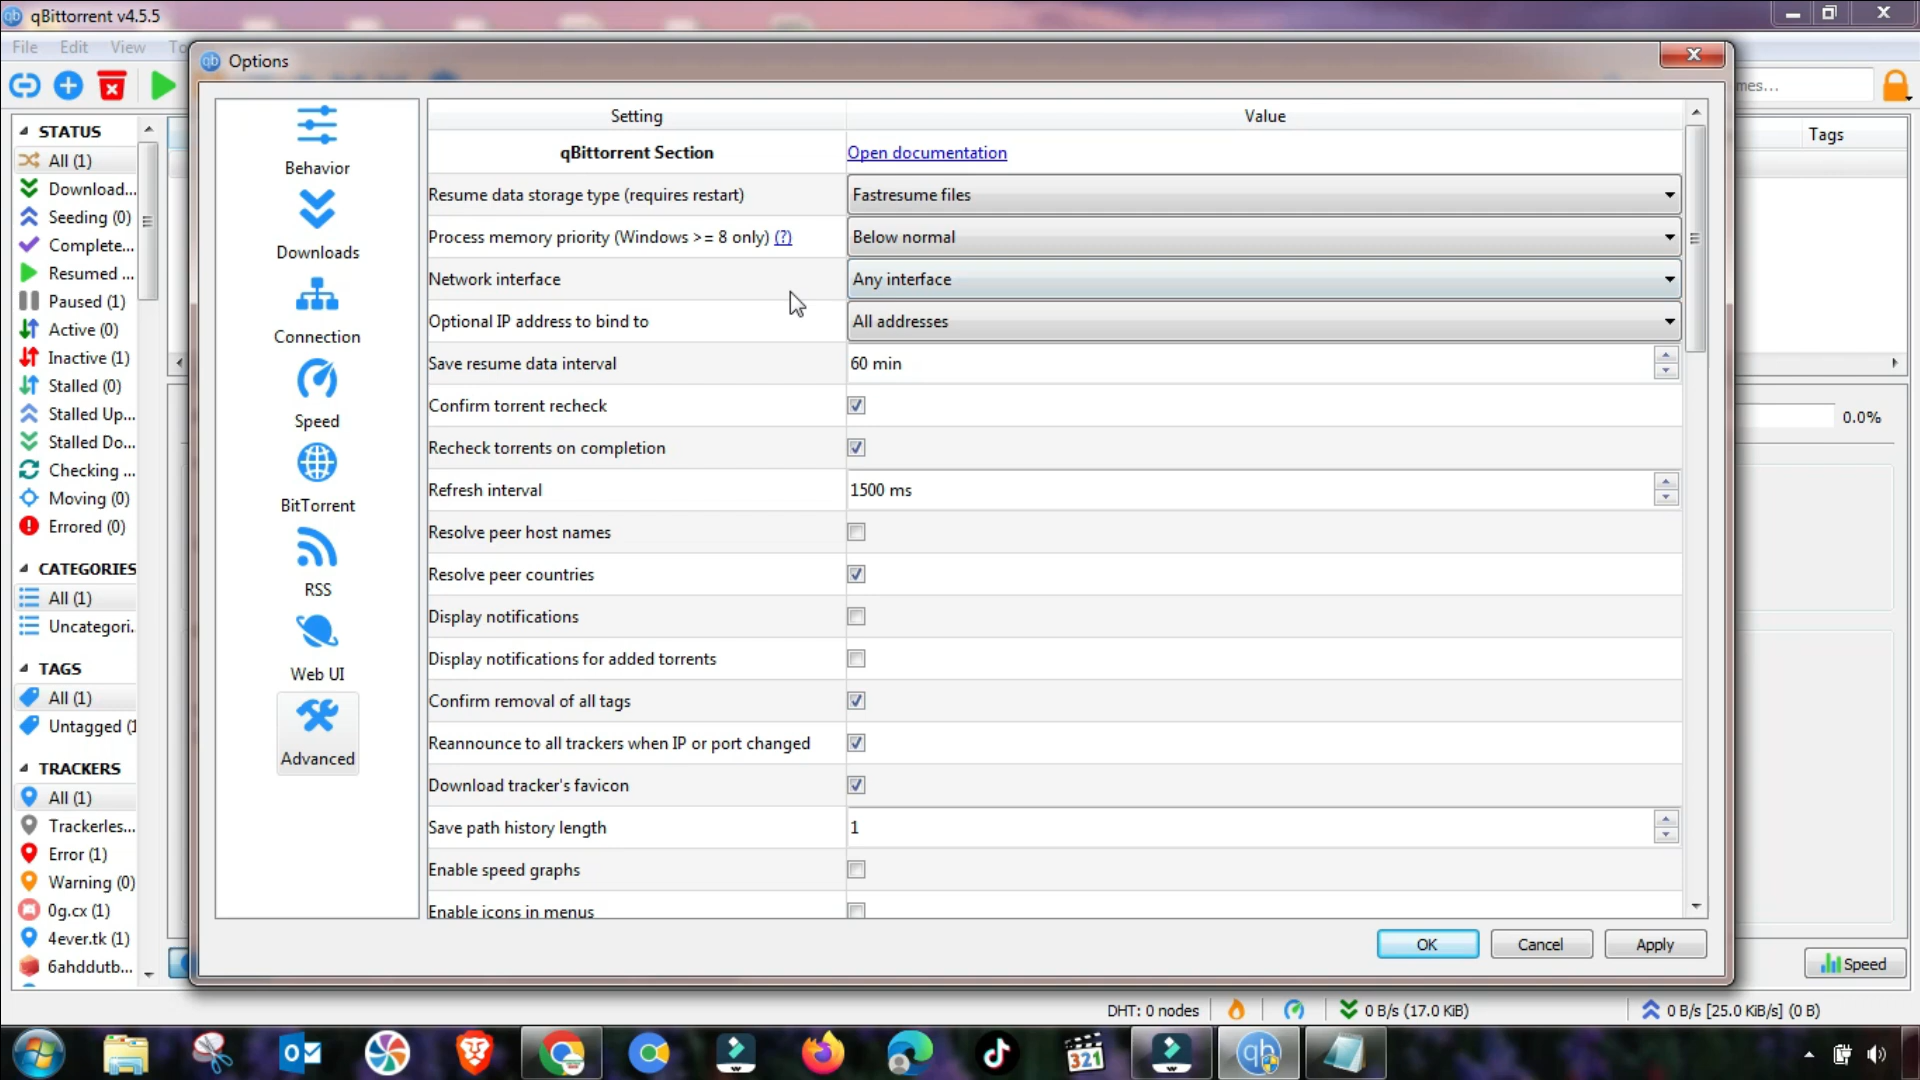 qBittorrent v4.5.5
File Edit View To
Options
mes...
STATUS
All (1)
Download...
Seeding (0)
Complete...
Resumed ...
Paused (1)
Active (0)
Inactive (1)
Stalled (0)
Stalled Up...
Stalled Do...
Checking ...
Moving (0)
Errored (0)
CATEGORIES
All (1)
Uncategori..
TAGS
All (1)
Untagged (1
TRACKERS
All (1)
Trackerles...
Error (1)
Warning (0)
0g.cx (1)
4ever.tk (1)
6ahddutb...
Behavior
Downloads
Connection
Speed
BitTorrent
RSS
Web UI
Advanced
Setting Value
qBittorrent Section Open documentation
Resume data storage type (requires restart) Fastresume files
Process memory priority (Windows >= 8 only) (?) Below normal
Network interface Any interface
Optional IP address to bind to All addresses
Save resume data interval 60 min
Confirm torrent recheck
Recheck torrents on completion
Refresh interval 1500 ms
Resolve peer host names
Resolve peer countries
Display notifications
Display notifications for added torrents
Confirm removal of all tags
Reannounce to all trackers when IP or port changed
Download tracker's favicon
Save path history length 1
Enable speed graphs
Enable icons in menus
OK Cancel Apply
Tags
0.0%
Speed
DHT: 0 nodes 0 B/s (17.0 KiB) 0 B/s [25.0 KiB/s] (0 B)
321